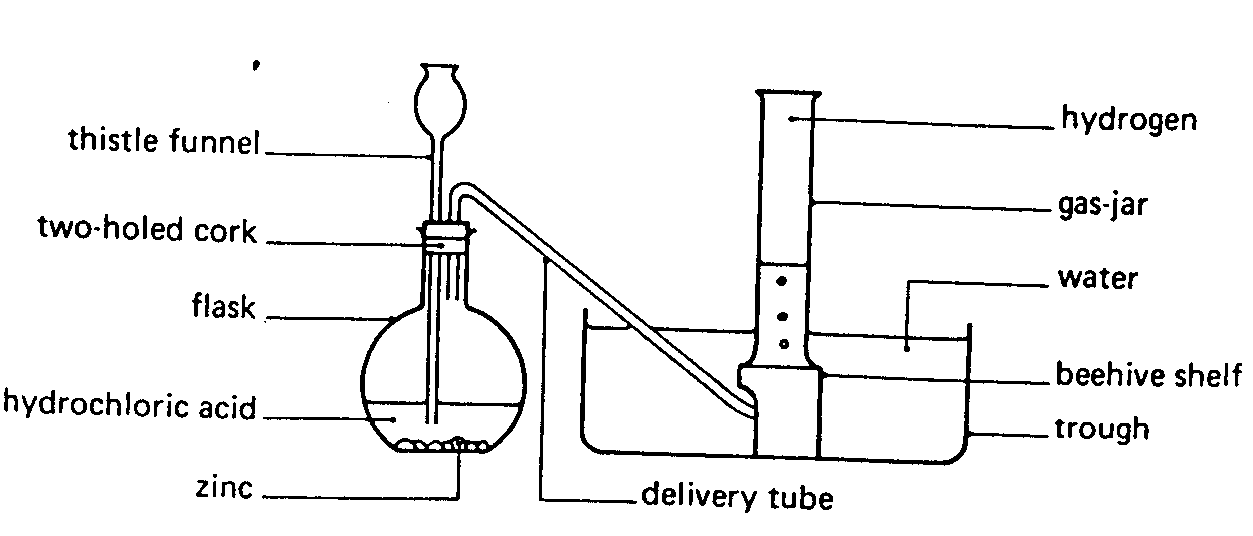 thistle funnel
two-holed cork
flask
hydrochloric acid
zinc
delivery tube
hydrogen
gas-jar
water
beehive shelf
trough